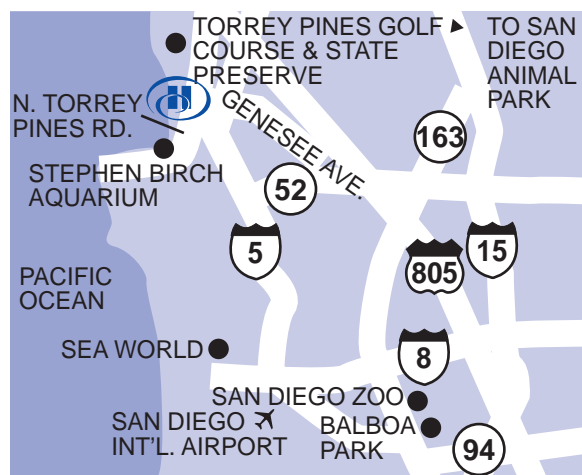 TORREY PINES GOLF
COURSE & STATE
PRESERVE
TO SAN
DIEGO
ANIMAL
PARK
H
N. TORREY
PINES RD.
GENESEE AVE.
163
STEPHEN BIRCH
AQUARIUM
52
5
15
805
PACIFIC
OCEAN
SEA WORLD
8
SAN DIEGO ZOO
SAN DIEGO
INT'L. AIRPORT
BALBOA
PARK
94